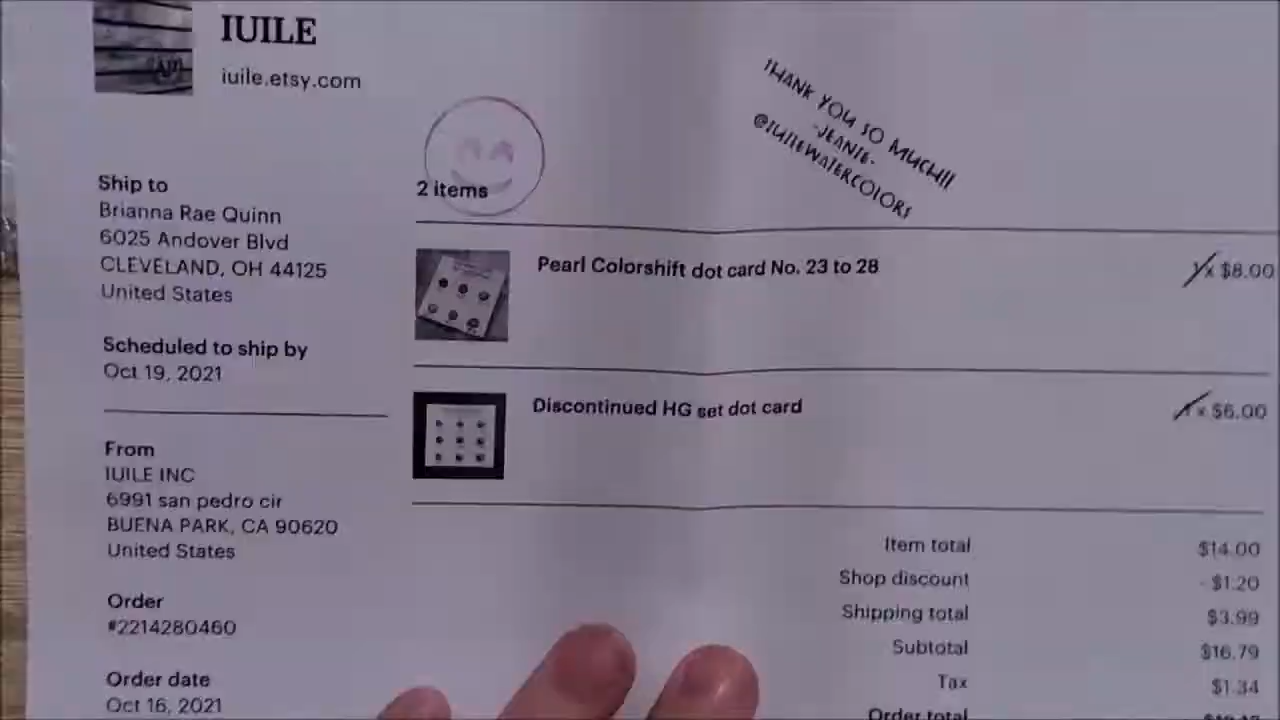 IUILE
iuile.etsy.com
THANK YOU SO MUCH!!
-JEANIE-
@IUILEWATERCOLORS
Ship to
Brianna Rae Quinn
6025 Andover Blvd
CLEVELAND, OH 44125
United States
Scheduled to ship by
Oct 19, 2021
From
IUILE INC
6991 san pedro cir
BUENA PARK, CA 90620
United States
Order
#2214280460
Order date
Oct 16, 2021
2 items
Pearl Colorshift dot card No. 23 to 28 1 x $8.00
Discontinued HG set dot card 1 x $6.00
Item total $14.00
Shop discount - $1.20
Shipping total $3.99
Subtotal $16.79
Tax $1.34
Order total